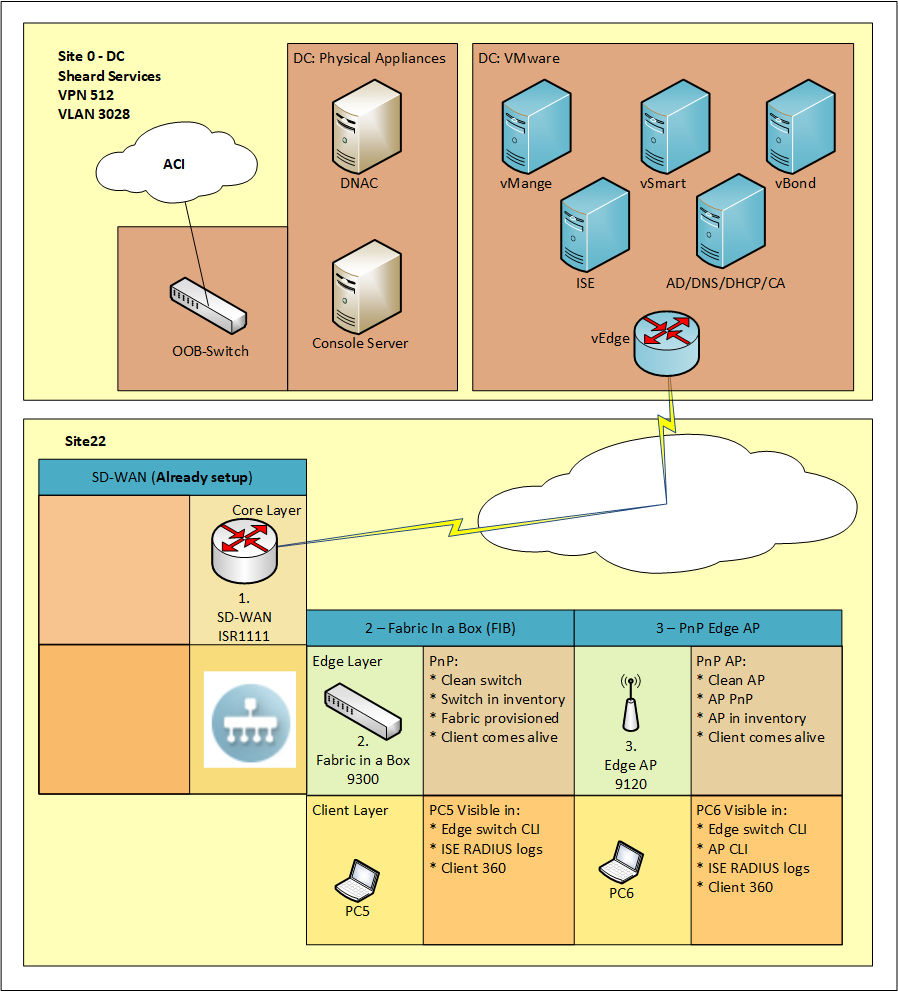 Site 0 - DC
Sheard Services
VPN 512
VLAN 3028
ACI
OOB-Switch
DC: Physical Appliances
DNAC
Console Server
DC: VMware
vMange
vSmart
vBond
ISE
AD/DNS/DHCP/CA
vEdge
Site22
SD-WAN (Already setup)
Core Layer
1.
SD-WAN
ISR1111
2 – Fabric In a Box (FIB)
3 – PnP Edge AP
Edge Layer
2.
Fabric in a Box
9300
PnP:
* Clean switch
* Switch in inventory
* Fabric provisioned
* Client comes alive
3.
Edge AP
9120
PnP AP:
* Clean AP
* AP PnP
* AP in inventory
* Client comes alive
Client Layer
PC5
PC5 Visible in:
* Edge switch CLI
* ISE RADIUS logs
* Client 360
PC6
PC6 Visible in:
* Edge switch CLI
* AP CLI
* ISE RADIUS logs
* Client 360